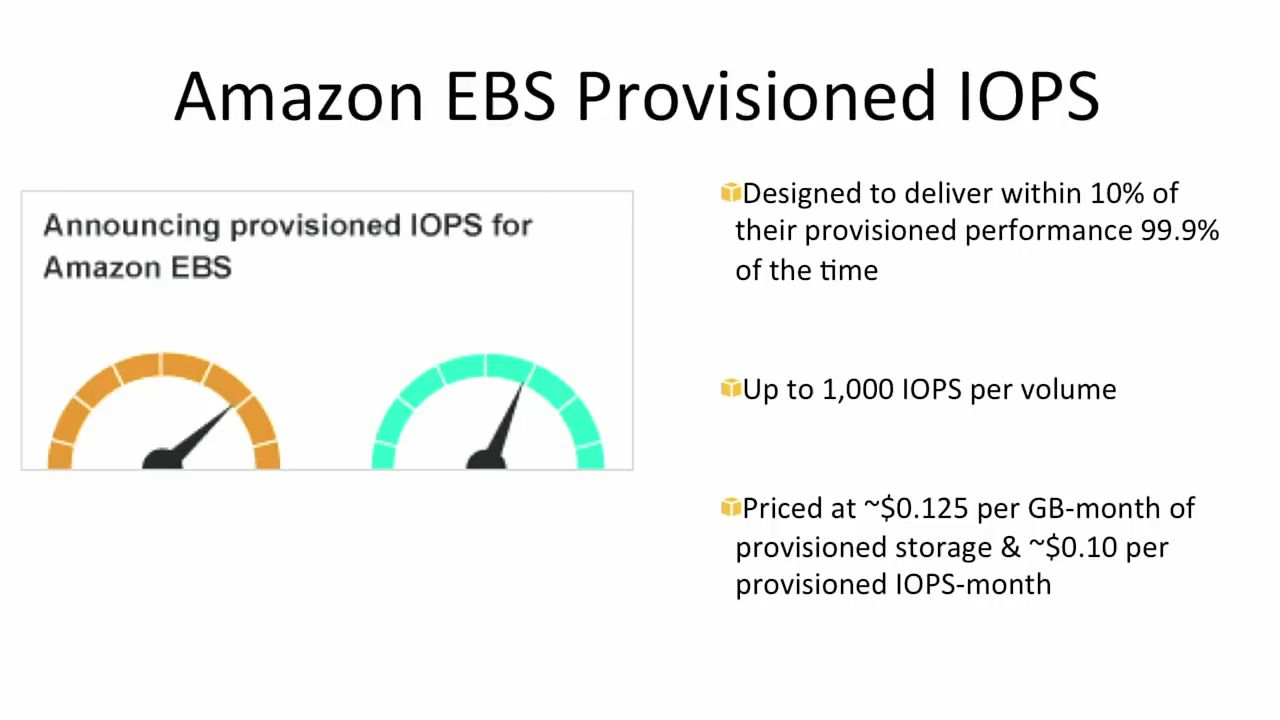 Amazon EBS Provisioned IOPS
Announcing provisioned IOPS for
Amazon EBS
Designed to deliver within 10% of
their provisioned performance 99.9%
of the time
Up to 1,000 IOPS per volume
Priced at ~$0.125 per GB-month of
provisioned storage & ~$0.10 per
provisioned IOPS-month